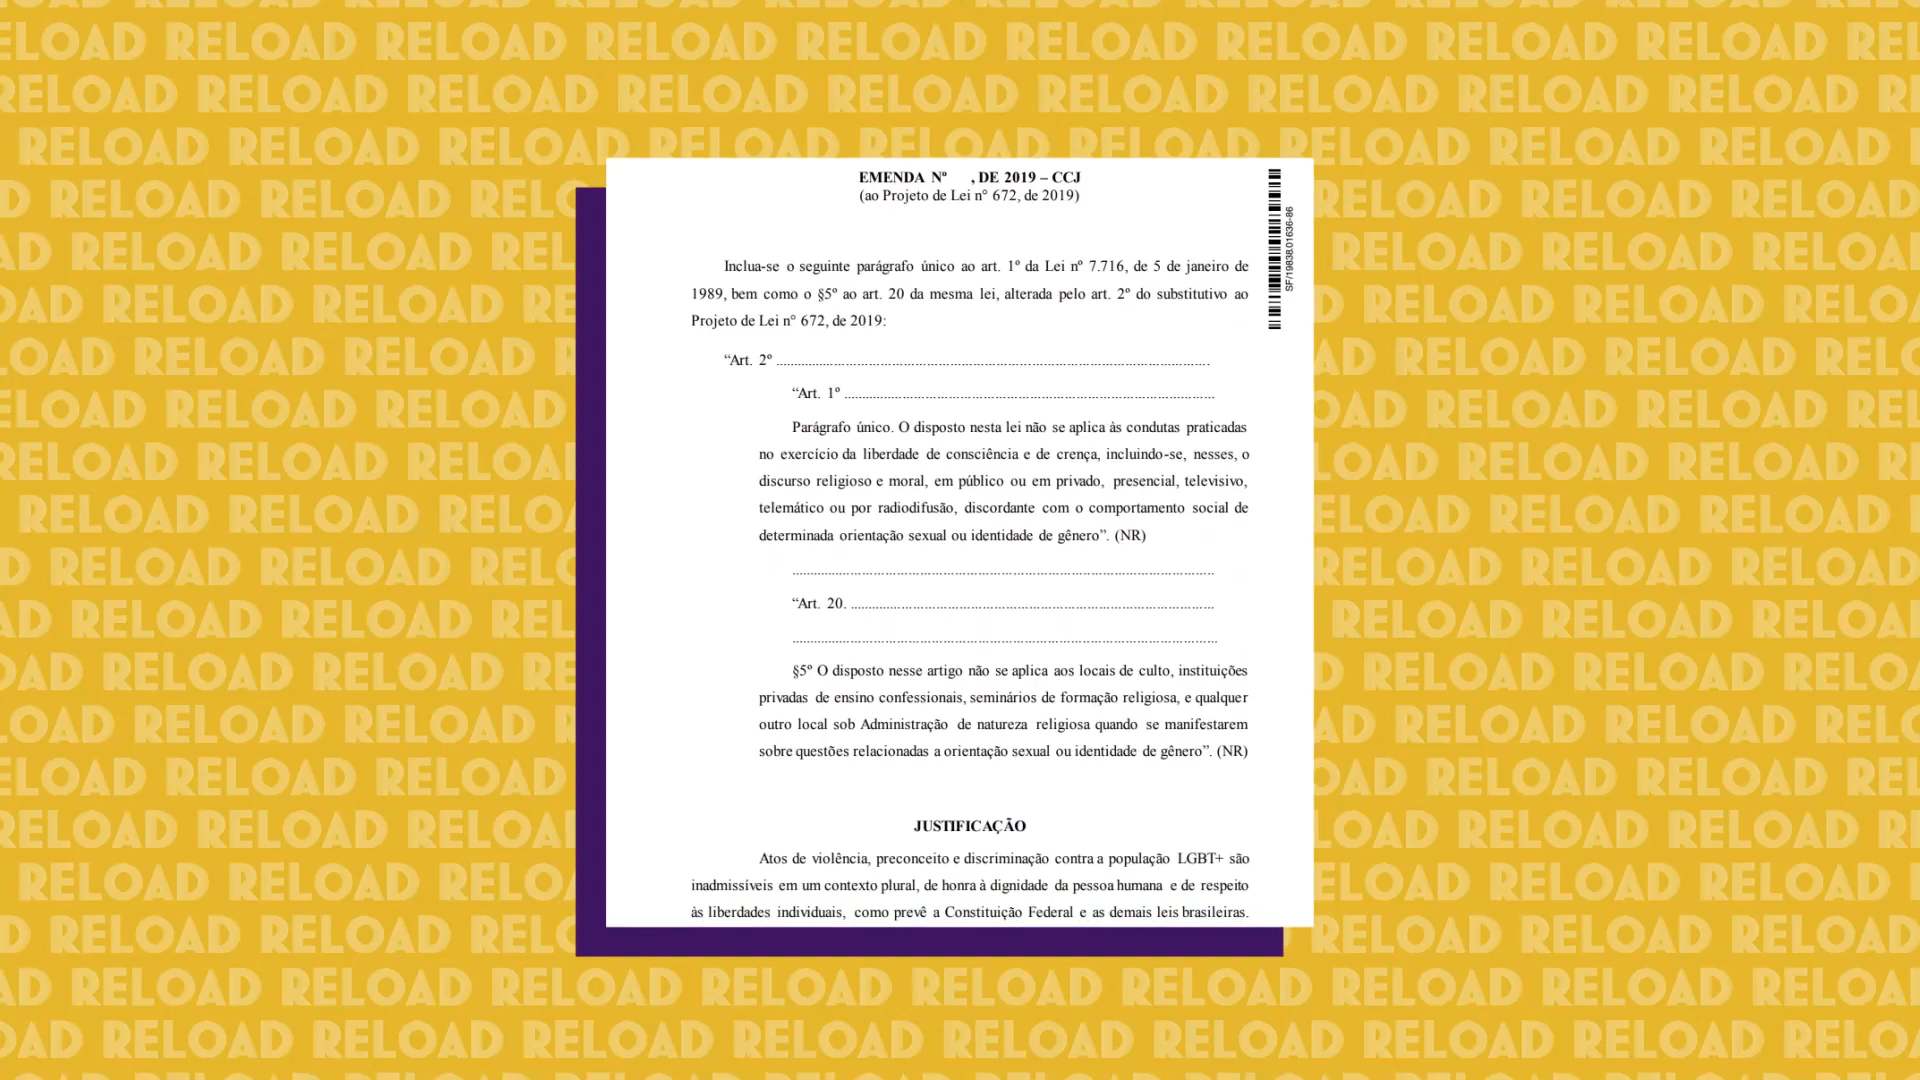 RELOAD RELOAD RELOAD RELOAD RELOAD RELOAD RELOAD RELOAD RELOAD
EMENDA Nº , DE 2019 – CCJ
(ao Projeto de Lei n° 672, de 2019)
SF/19838.01636-86
Inclua-se o seguinte parágrafo único ao art. 1º da Lei nº 7.716, de 5 de janeiro de
1989, bem como o §5º ao art. 20 da mesma lei, alterada pelo art. 2º do substitutivo ao
Projeto de Lei n° 672, de 2019:
“Art. 2º ........................................................................................................................
“Art. 1º ........................................................................................................
Parágrafo único. O disposto nesta lei não se aplica às condutas praticadas
no exercício da liberdade de consciência e de crença, incluindo-se, nesses, o
discurso religioso e moral, em público ou em privado, presencial, televisivo,
telemático ou por radiodifusão, discordante com o comportamento social de
determinada orientação sexual ou identidade de gênero”. (NR)
......................................................................................................................
“Art. 20. ......................................................................................................
.......................................................................................................................
§5º O disposto nesse artigo não se aplica aos locais de culto, instituições
privadas de ensino confessionais, seminários de formação religiosa, e qualquer
outro local sob Administração de natureza religiosa quando se manifestarem
sobre questões relacionadas a orientação sexual ou identidade de gênero”. (NR)
JUSTIFICAÇÃO
Atos de violência, preconceito e discriminação contra a população LGBT+ são
inadmissíveis em um contexto plural, de honra à dignidade da pessoa humana e de respeito
às liberdades individuais, como prevê a Constituição Federal e as demais leis brasileiras.